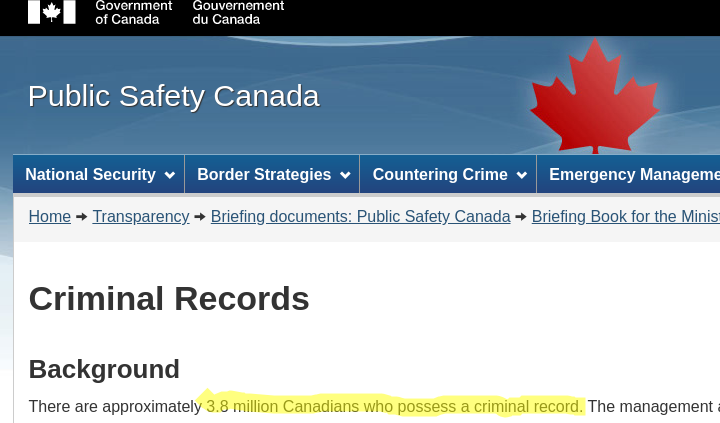 Government Gouvernement
of Canada du Canada
Public Safety Canada
National Security Border Strategies Countering Crime Emergency Manageme
Home Transparency Briefing documents: Public Safety Canada Briefing Book for the Minist
Criminal Records
Background
There are approximately 3.8 million Canadians who possess a criminal record. The management a